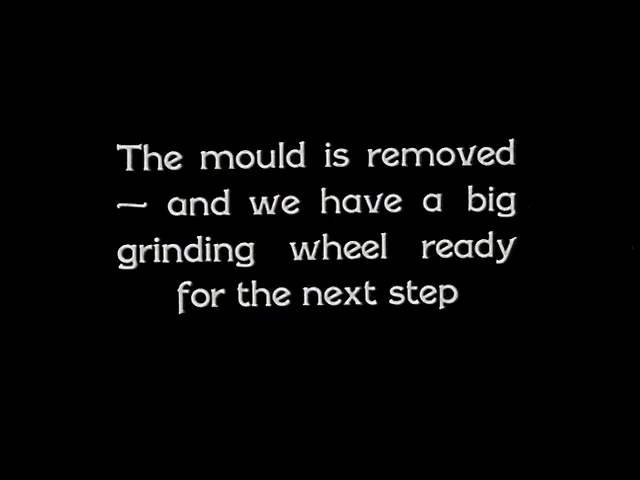 The mould is removed
— and we have a big
grinding wheel ready
for the next step